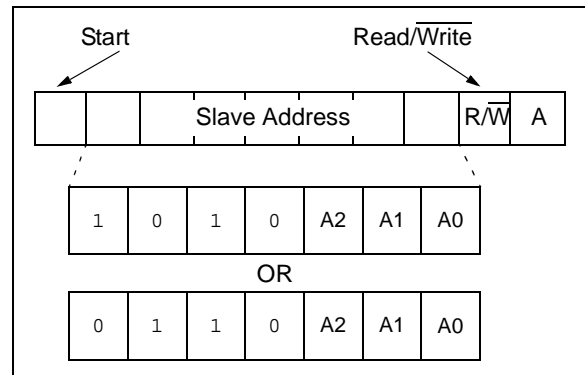 Start Read/Write
Slave Address R/W A
1 0 1 0 A2 A1 A0
OR
0 1 1 0 A2 A1 A0